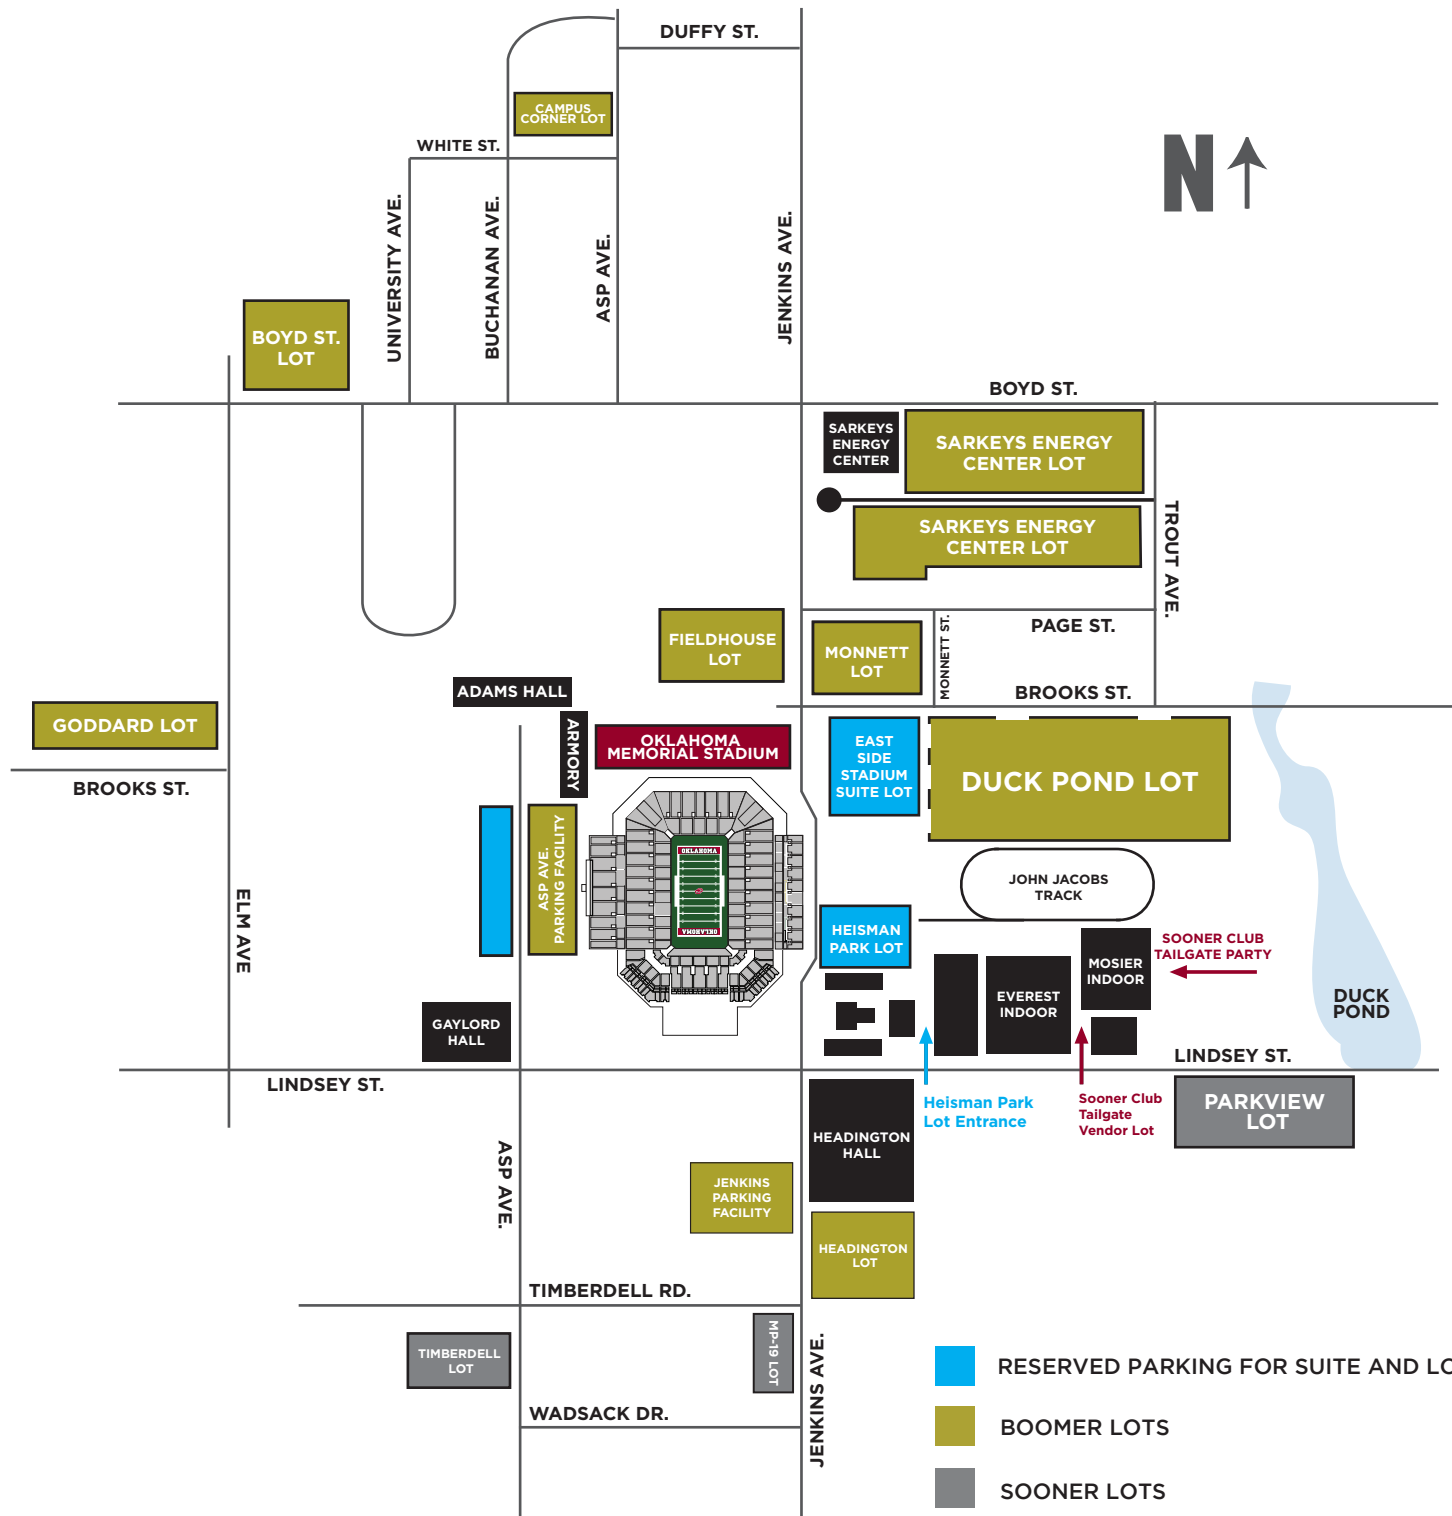 DUFFY ST.
CAMPUS
CORNER LOT
WHITE ST.
N
UNIVERSITY AVE.
BUCHANAN AVE.
ASP AVE.
JENKINS AVE.
BOYD ST.
LOT
BOYD ST.
SARKEYS
ENERGY
CENTER
SARKEYS ENERGY
CENTER LOT
SARKEYS ENERGY
CENTER LOT
TROUT AVE.
FIELDHOUSE
LOT
MONNETT
LOT
MONNETT ST.
PAGE ST.
BROOKS ST.
ADAMS HALL
ARMORY
GODDARD LOT
BROOKS ST.
OKLAHOMA
MEMORIAL STADIUM
EAST
SIDE
STADIUM
SUITE LOT
DUCK POND LOT
ASP AVE.
PARKING FACILITY
OKLAHOMA
OKLAHOMA
JOHN JACOBS
TRACK
ELM AVE
HEISMAN
PARK LOT
MOSIER
INDOOR
SOONER CLUB
TAILGATE PARTY
EVEREST
INDOOR
DUCK
POND
GAYLORD
HALL
LINDSEY ST.
LINDSEY ST.
Heisman Park
Lot Entrance
Sooner Club
Tailgate
Vendor Lot
PARKVIEW
LOT
HEADINGTON
HALL
ASP AVE.
JENKINS
PARKING
FACILITY
HEADINGTON
LOT
TIMBERDELL RD.
TIMBERDELL
LOT
MP-19 LOT
JENKINS AVE.
WADSACK DR.
RESERVED PARKING FOR SUITE AND LO
BOOMER LOTS
SOONER LOTS